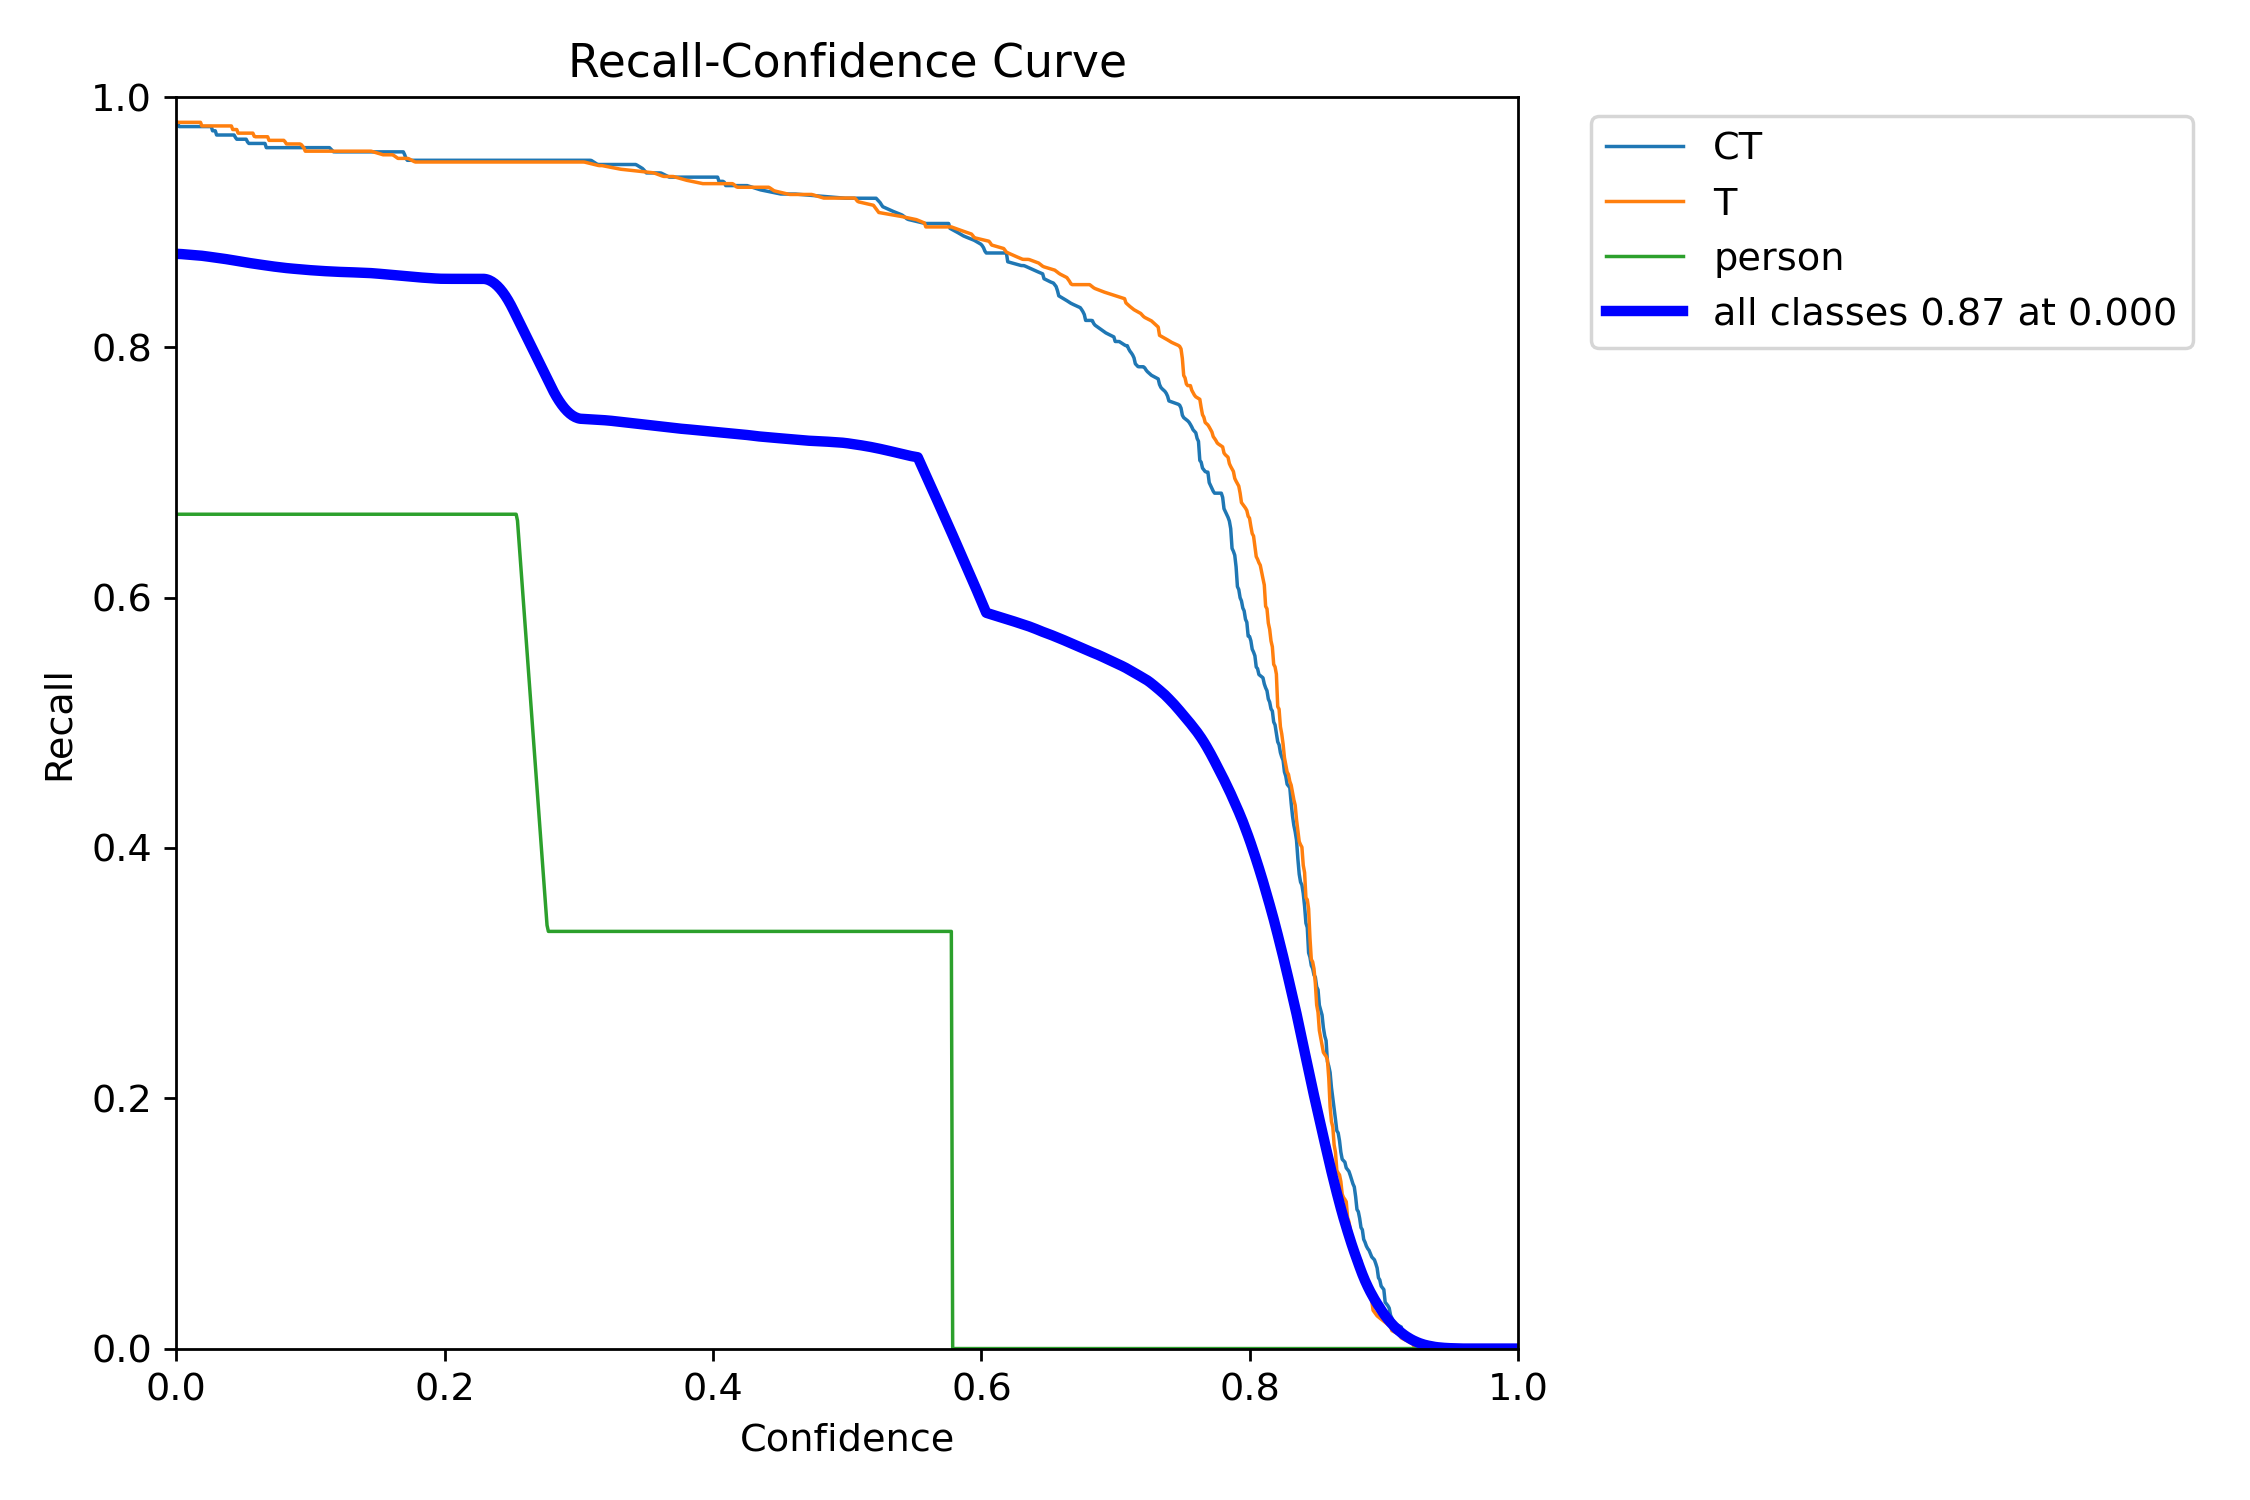 Recall-Confidence Curve
1.0
0.8
0.6
0.4
0.2
0.0
Recall
0.0 0.2 0.4 0.6 0.8 1.0
Confidence
CT
T
person
all classes 0.87 at 0.000